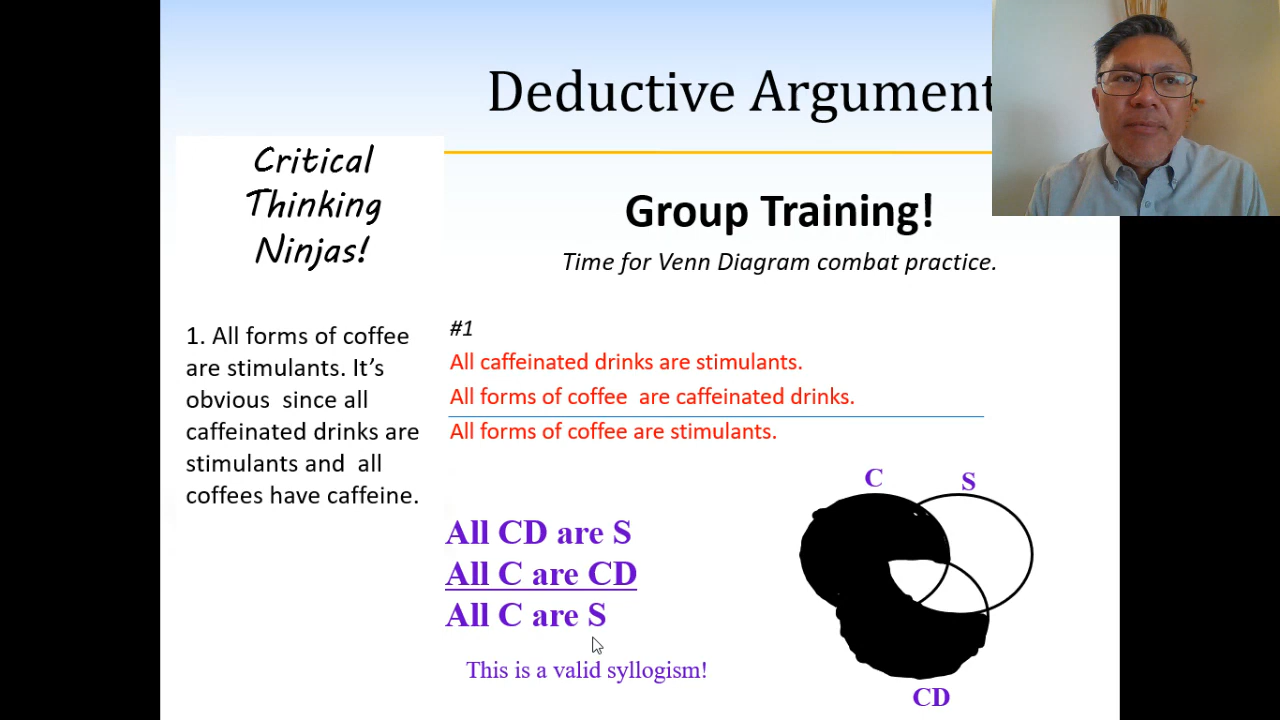 Deductive Argument
Critical
Thinking
Ninjas!
Group Training!
Time for Venn Diagram combat practice.
1. All forms of coffee
are stimulants. It’s
obvious since all
caffeinated drinks are
stimulants and all
coffees have caffeine.
#1
All caffeinated drinks are stimulants.
All forms of coffee are caffeinated drinks.
All forms of coffee are stimulants.
All CD are S
All C are CD
All C are S
This is a valid syllogism!
C
S
CD